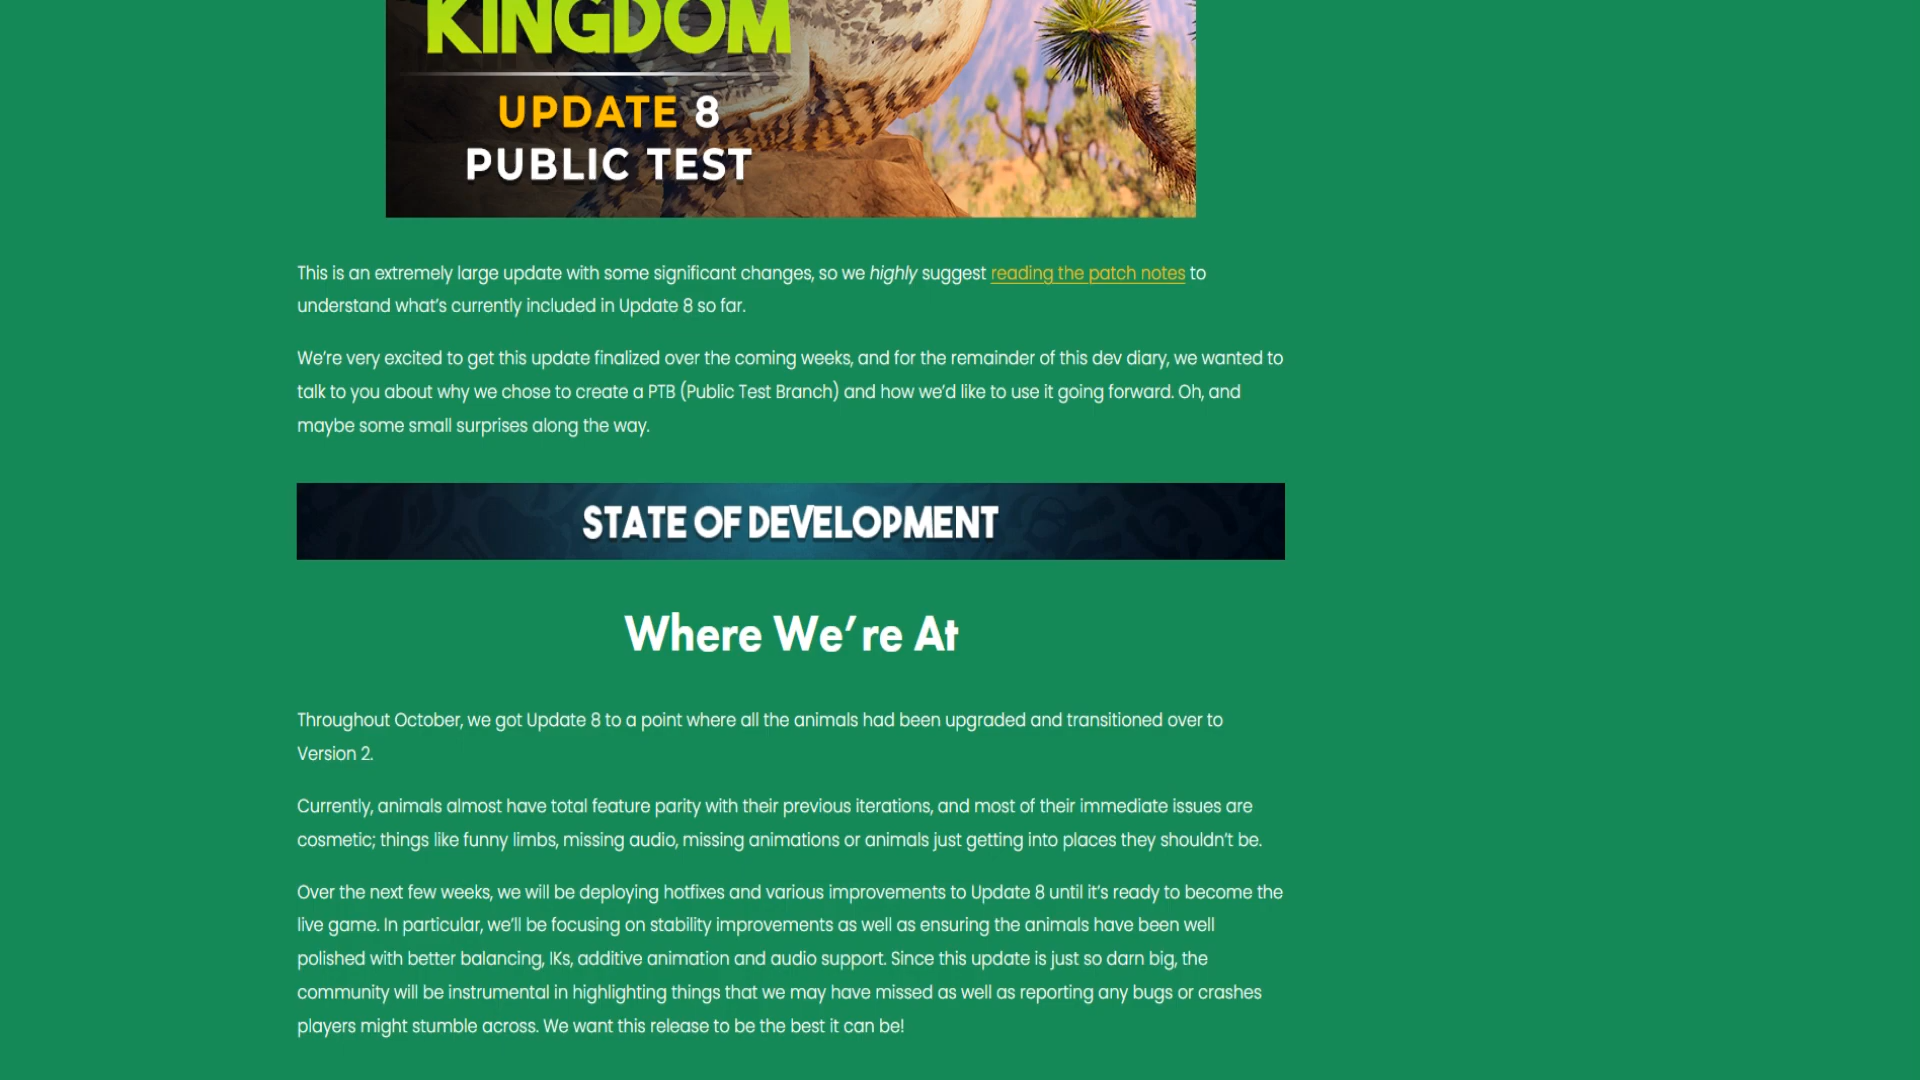 KINGDOM
UPDATE 8
PUBLIC TEST
This is an extremely large update with some significant changes, so we highly suggest reading the patch notes to
understand what's currently included in Update 8 so far.
We're very excited to get this update finalized over the coming weeks, and for the remainder of this dev diary, we wanted to
talk to you about why we chose to create a PTB (Public Test Branch) and how we'd like to use it going forward. Oh, and
maybe some small surprises along the way.
STATE OF DEVELOPMENT
Where We're At
Throughout October, we got Update 8 to a point where all the animals had been upgraded and transitioned over to
Version 2.
Currently, animals almost have total feature parity with their previous iterations, and most of their immediate issues are
cosmetic; things like funny limbs, missing audio, missing animations or animals just getting into places they shouldn't be.
Over the next few weeks, we will be deploying hotfixes and various improvements to Update 8 until it's ready to become the
live game. In particular, we'll be focusing on stability improvements as well as ensuring the animals have been well
polished with better balancing, IKs, additive animation and audio support. Since this update is just so darn big, the
community will be instrumental in highlighting things that we may have missed as well as reporting any bugs or crashes
players might stumble across. We want this release to be the best it can be!